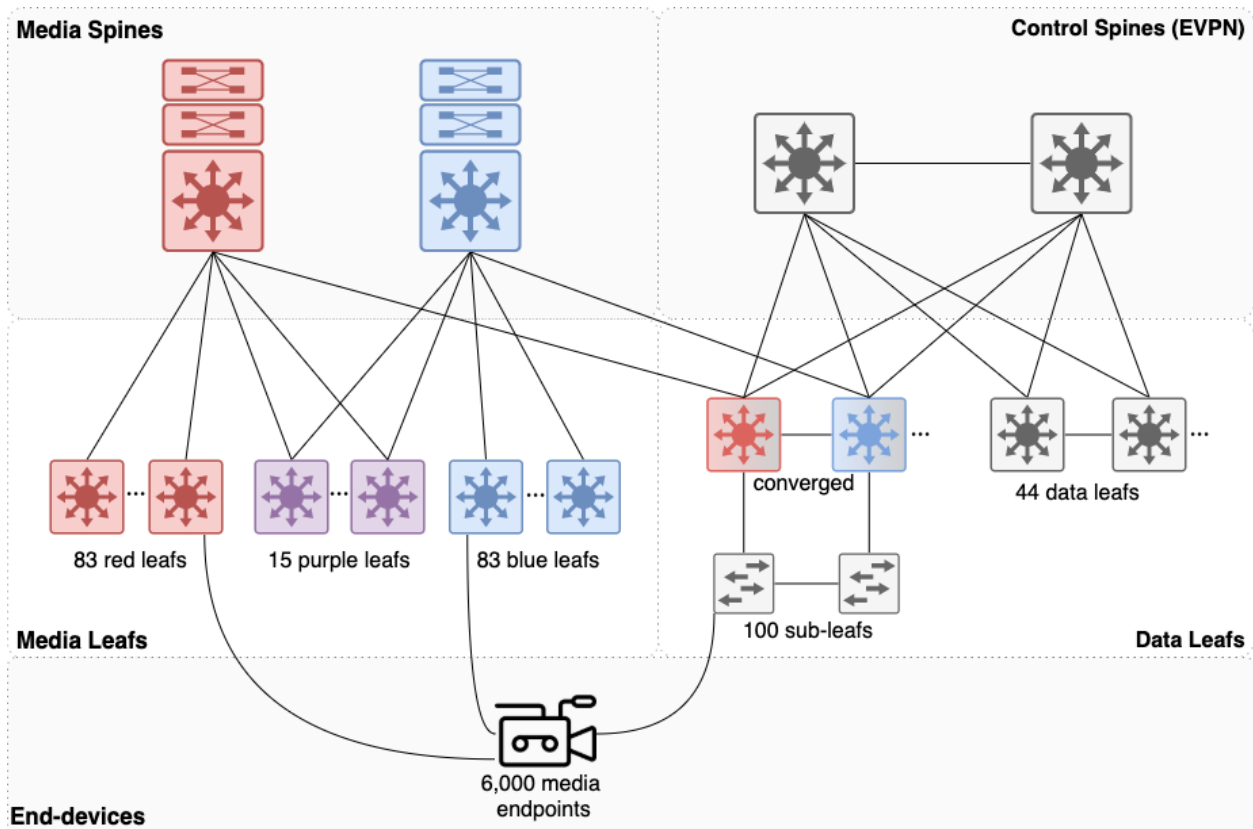 Media Spines
Control Spines (EVPN)
...
...
converged
44 data leafs
...
...
...
83 red leafs
15 purple leafs
83 blue leafs
100 sub-leafs
Media Leafs
Data Leafs
6,000 media
endpoints
End-devices